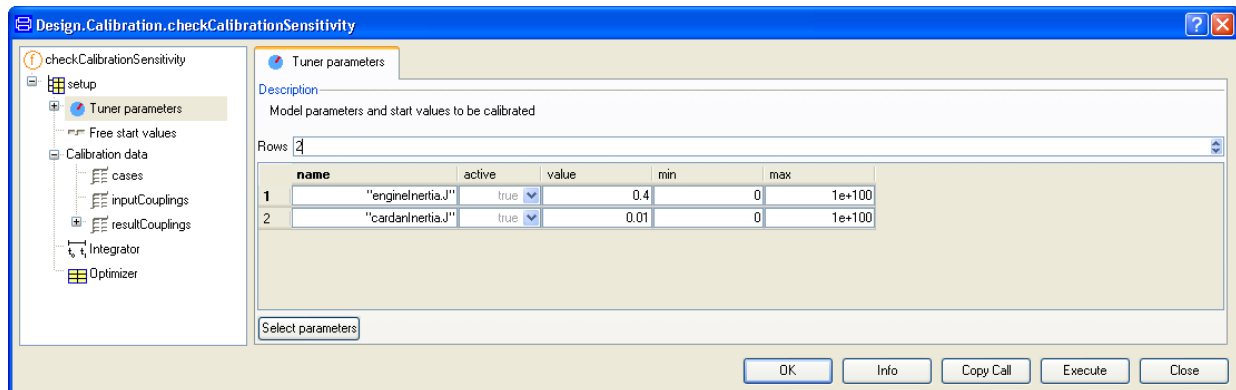 Design.Calibration.checkCalibrationSensitivity
checkCalibrationSensitivity
setup
Tuner parameters
Free start values
Calibration data
cases
inputCouplings
resultCouplings
Integrator
Optimizer
Tuner parameters
Description
Model parameters and start values to be calibrated
Rows 2
name active value min max
1 "engineInertia.J" true 0.4 0 1e+100
2 "cardanInertia.J" true 0.01 0 1e+100
Select parameters
OK Info Copy Call Execute Close